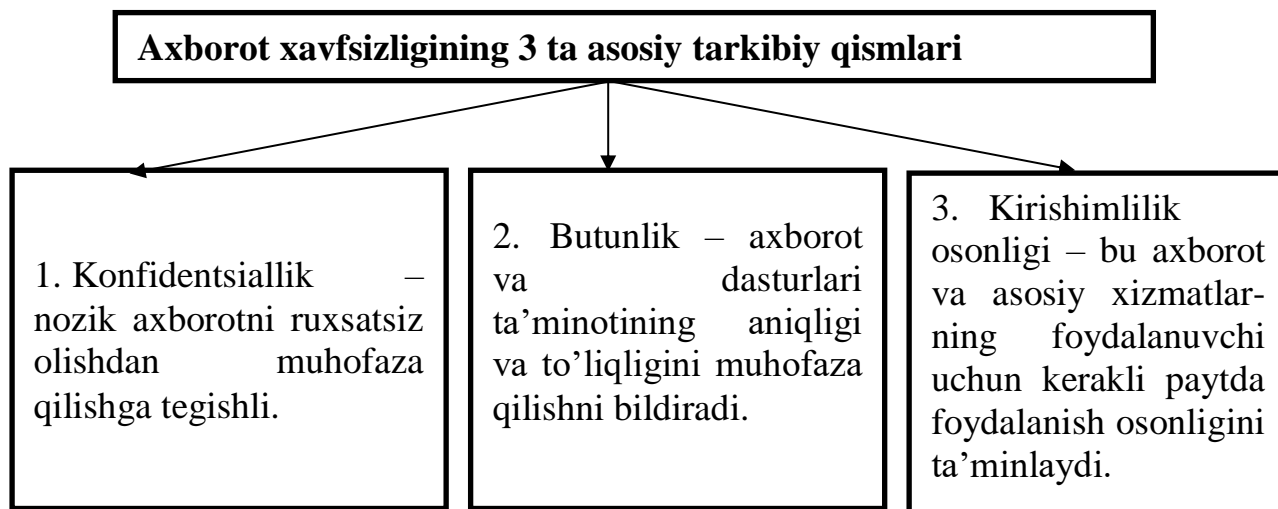 Axborot xavfsizligining 3 ta asosiy tarkibiy qismlari
1. Konfidentsiallik –
nozik axborotni ruxsatsiz
olishdan muhofaza
qilishga tegishli.
2. Butunlik – axborot
va dasturlari
ta’minotining aniqligi
va to’liqligini muhofaza
qilishni bildiradi.
3. Kirishimlilik
osonligi – bu axborot
va asosiy xizmatlar-
ning foydalanuvchi
uchun kerakli paytda
foydalanish osonligini
ta’minlaydi.